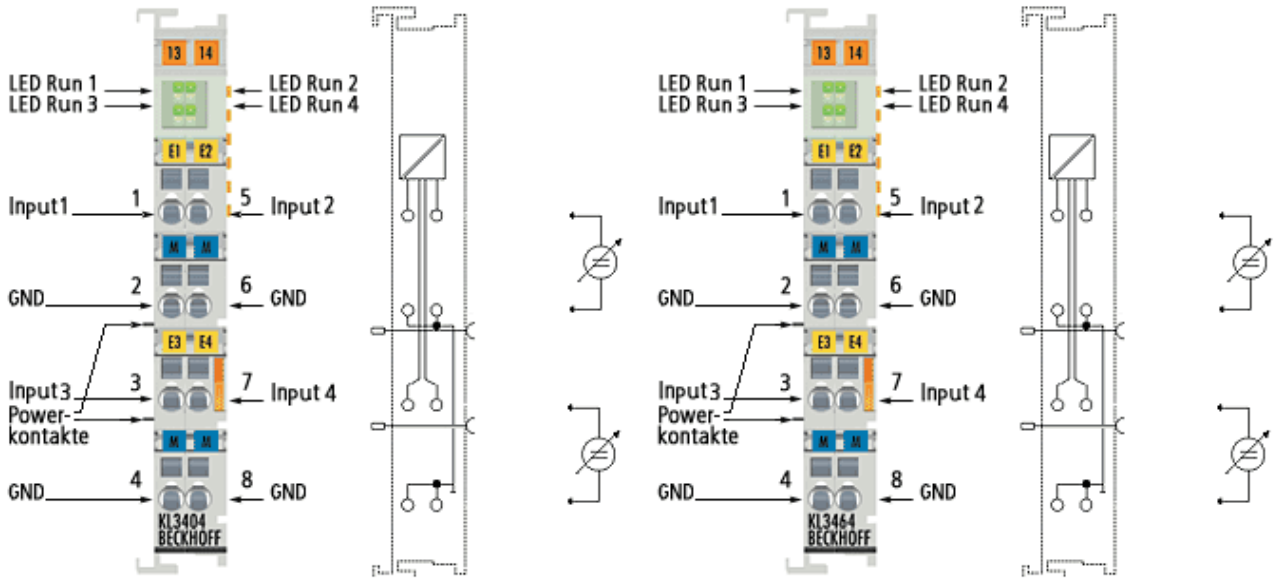 13 14
LED Run 1
LED Run 2
LED Run 3
LED Run 4
E1 E2
Input1
1
5
Input 2
M M
GND
2
6
GND
E3 E4
Input3
3
7
Input 4
Power-
kontakte
M M
GND
4
8
GND
KL3404
BECKHOFF
13 14
LED Run 1
LED Run 2
LED Run 3
LED Run 4
E1 E2
Input1
1
5
Input 2
M M
GND
2
6
GND
E3 E4
Input3
3
7
Input 4
Power-
kontakte
M M
GND
4
8
GND
KL3464
BECKHOFF